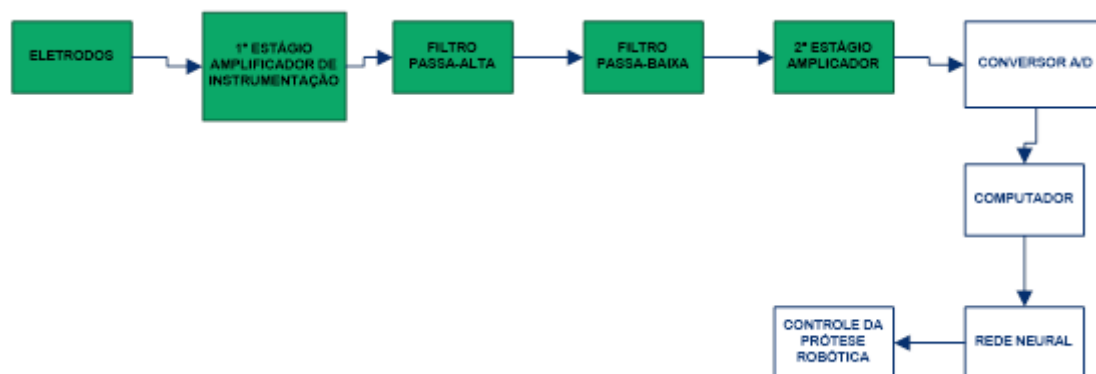 ELETRODOS
1º ESTÁGIO
AMPLIFICADOR DE
INSTRUMENTAÇÃO
FILTRO
PASSA-ALTA
FILTRO
PASSA-BAIXA
2º ESTÁGIO
AMPLICADOR
CONVERSOR A/D
COMPUTADOR
REDE NEURAL
CONTROLE DA
PRÓTESE
ROBÓTICA